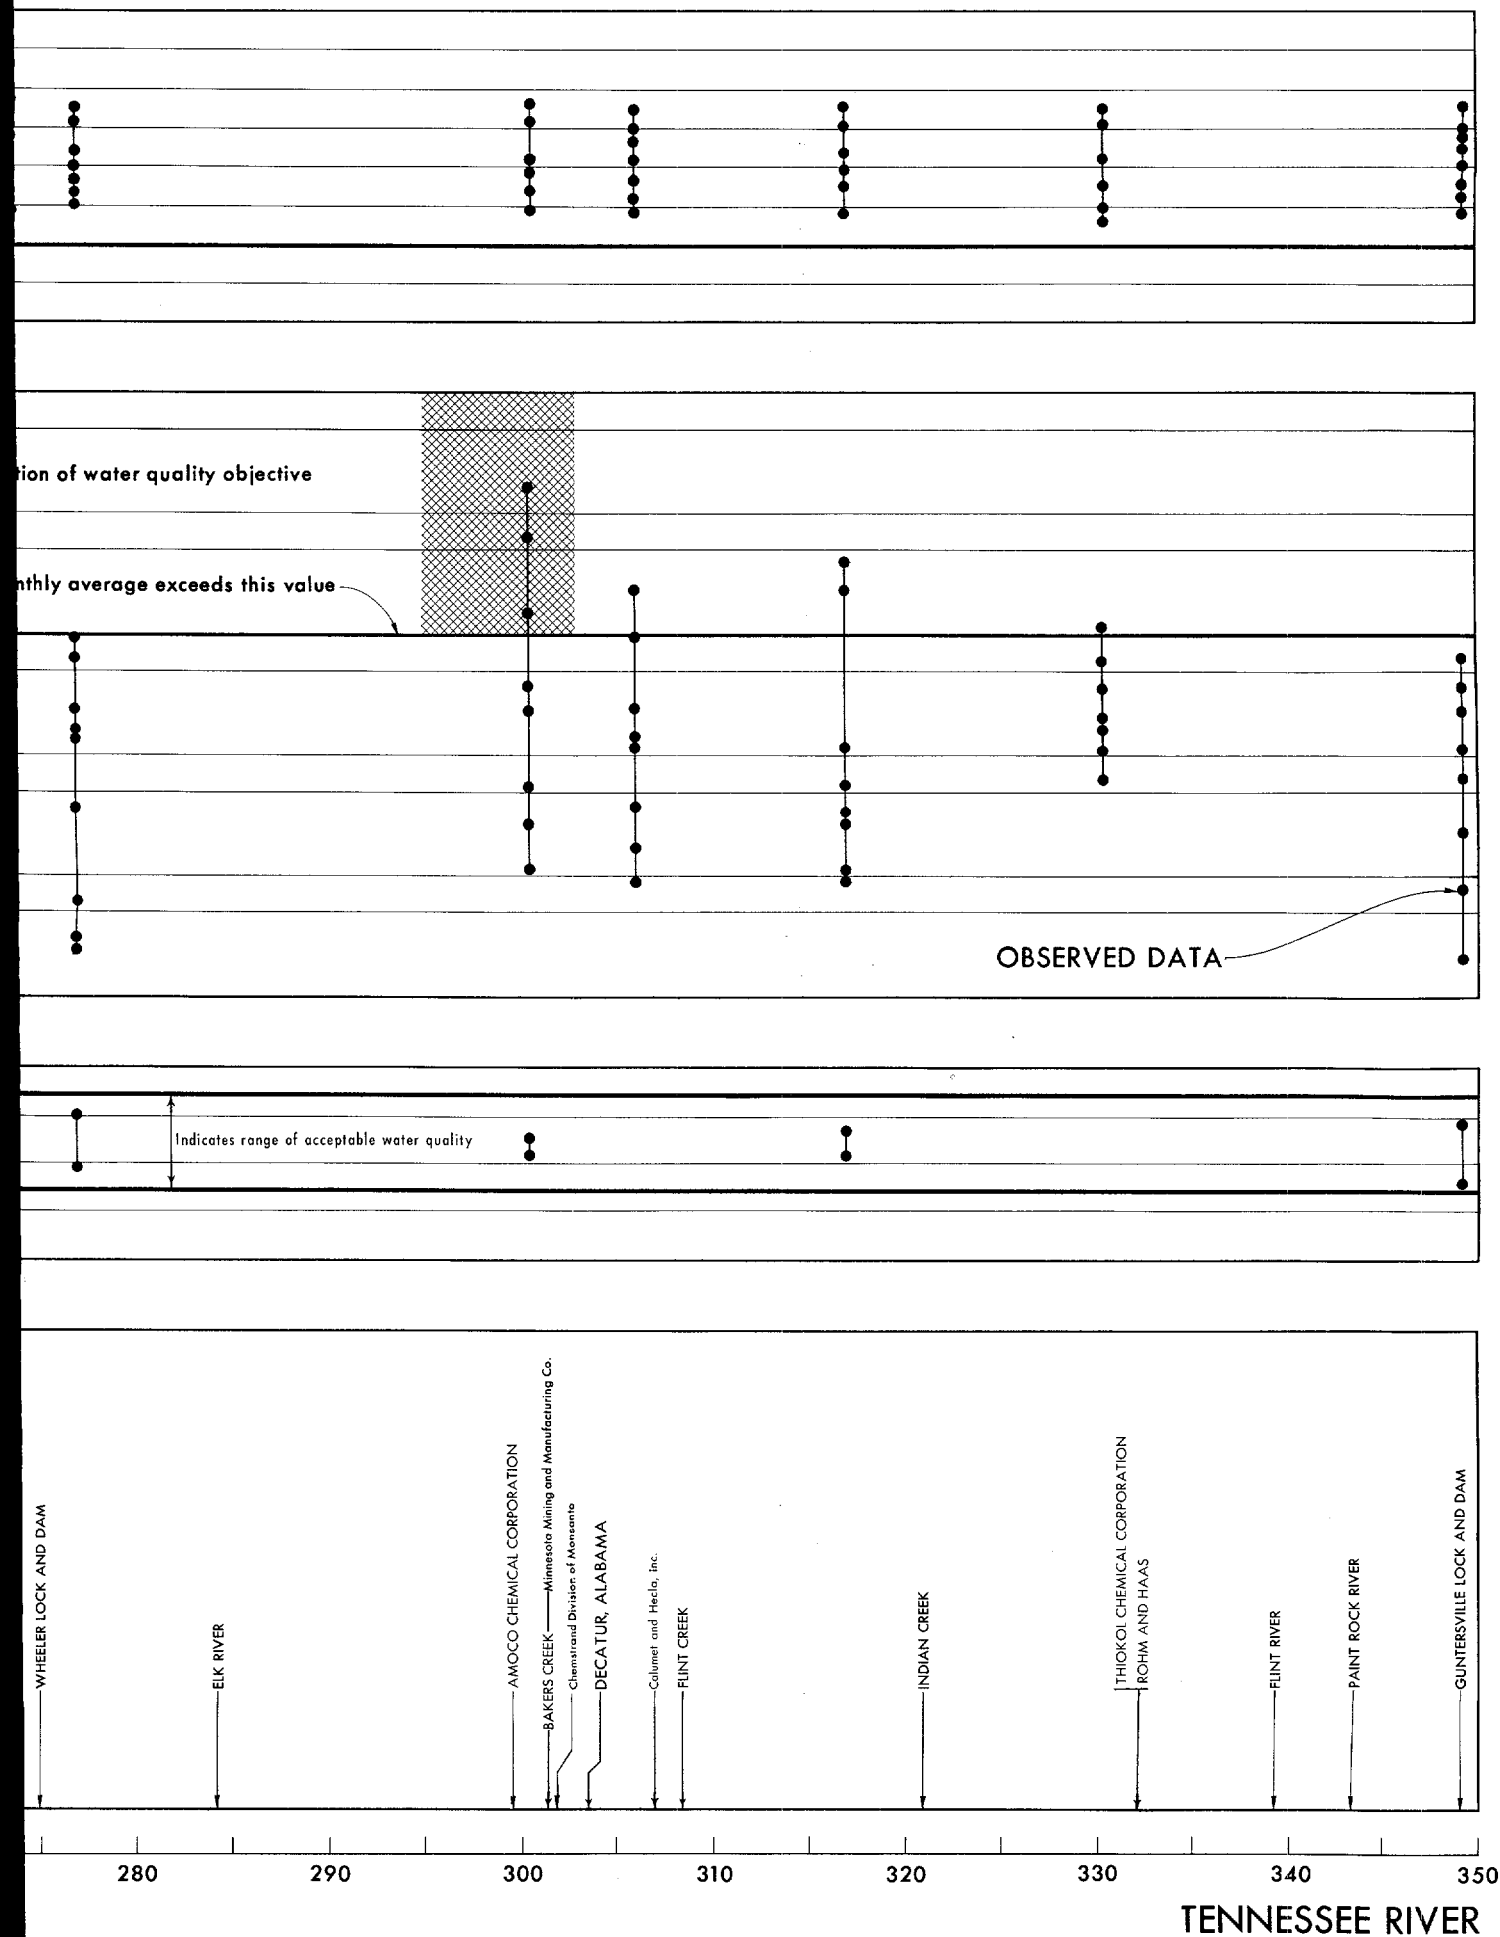 tion of water quality objective
nthly average exceeds this value
OBSERVED DATA
Indicates range of acceptable water quality
WHEELER LOCK AND DAM
ELK RIVER
AMOCO CHEMICAL CORPORATION
BAKERS CREEK—Minnesota Mining and Manufacturing Co.
Chemstrand Division of Monsanto
DECATUR, ALABAMA
Calumet and Hecla, Inc.
FLINT CREEK
INDIAN CREEK
THIOKOL CHEMICAL CORPORATION
ROHM AND HAAS
FLINT RIVER
PAINT ROCK RIVER
GUNTERSVILLE LOCK AND DAM
280 290 300 310 320 330 340 350
TENNESSEE RIVER